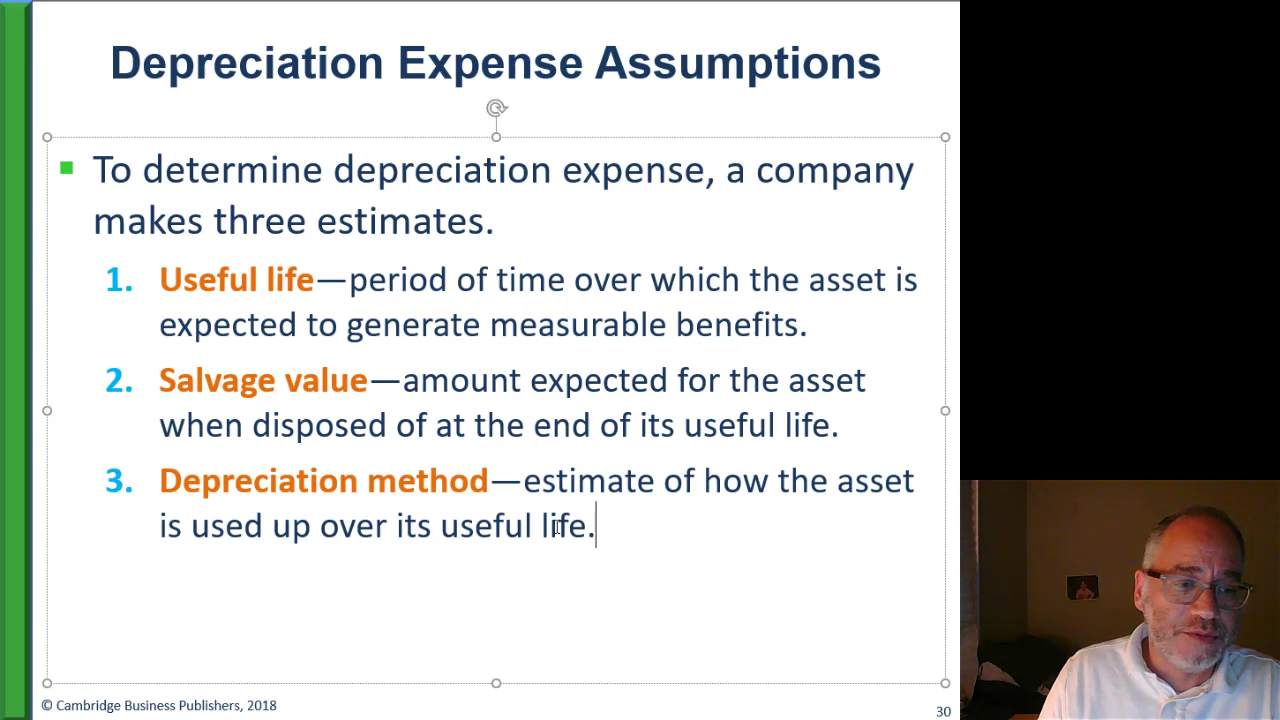 Depreciation Expense Assumptions
To determine depreciation expense, a company
makes three estimates.
1. Useful life—period of time over which the asset is
expected to generate measurable benefits.
2. Salvage value—amount expected for the asset
when disposed of at the end of its useful life.
3. Depreciation method—estimate of how the asset
is used up over its useful life.
© Cambridge Business Publishers, 2018
30